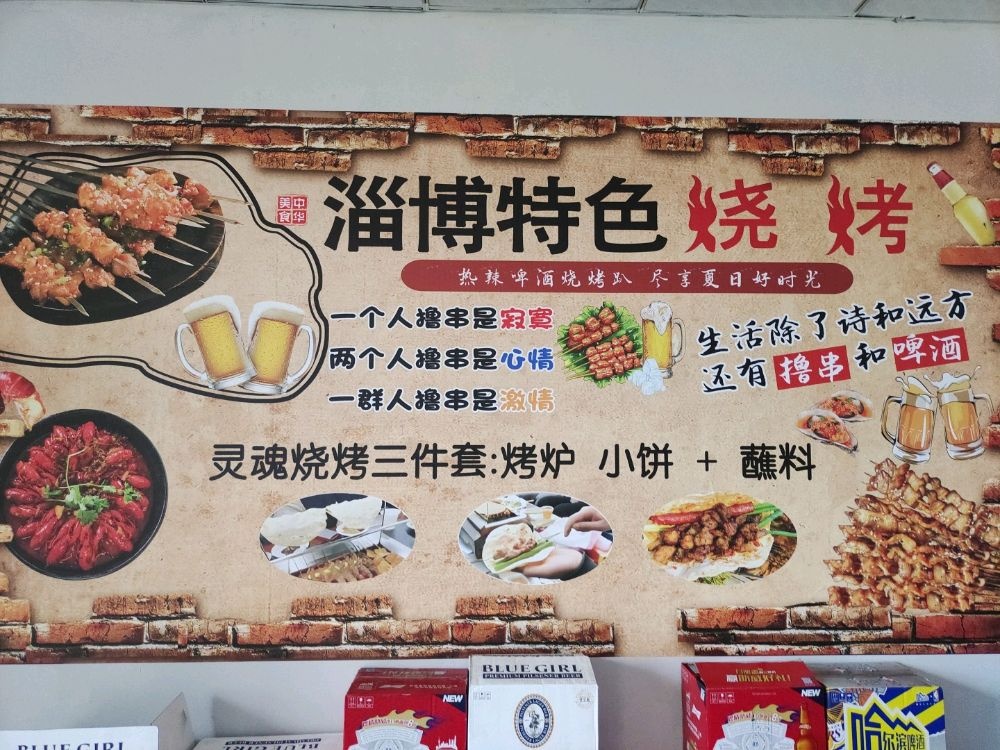 中华美食
淄博特色烧烤
热辣啤酒烧烤趴 尽享夏日好时光
一个人撸串是寂寞
两个人撸串是心情
一群人撸串是激情
生活除了诗和远方
还有撸串和啤酒
灵魂烧烤三件套:烤炉 小饼 + 蘸料
BLUE GIRL
PREMIUM PILSENER BEER
NEW
NEW
哈尔滨啤酒
BLUE GIRL
BLUE GIRL